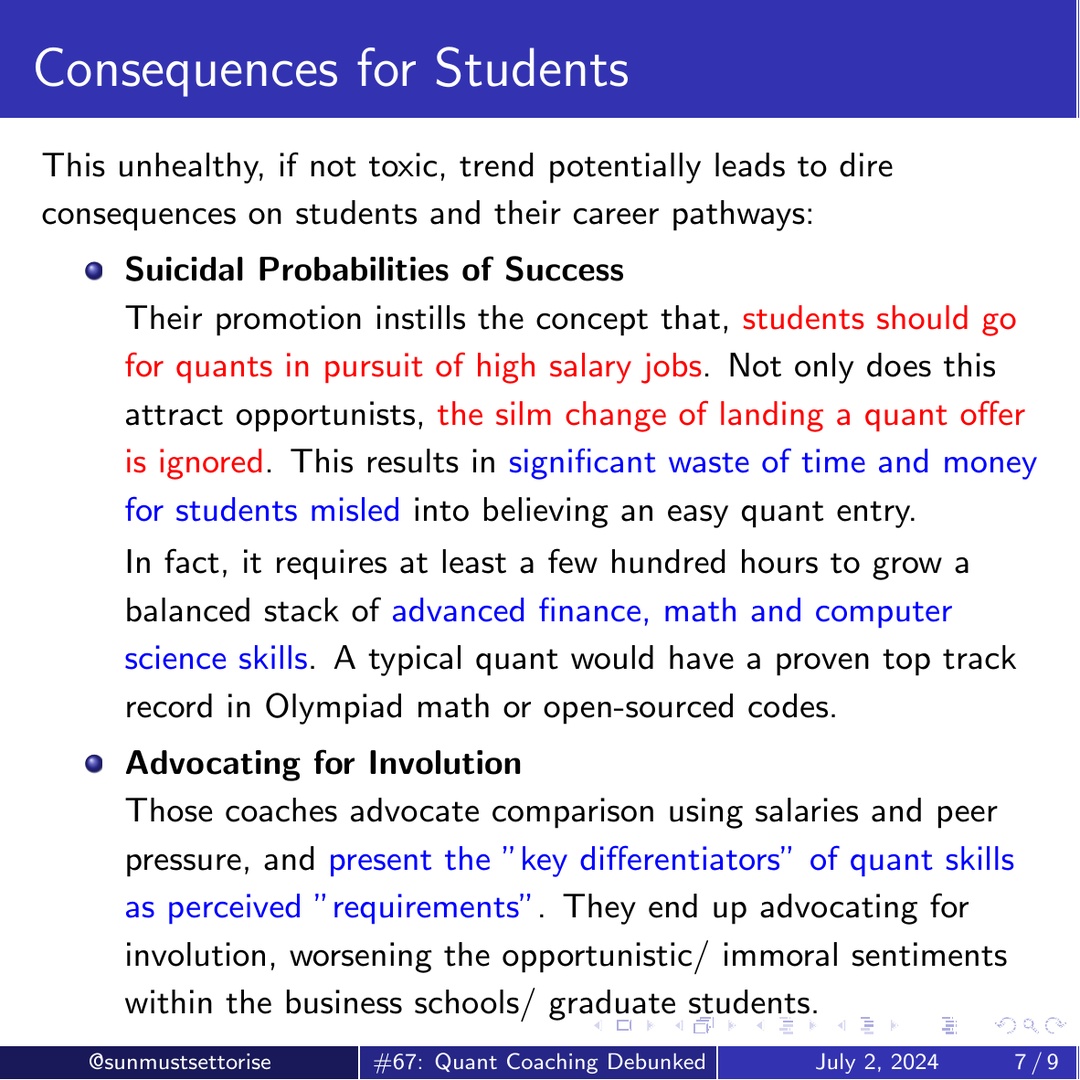 Consequences for Students
This unhealthy, if not toxic, trend potentially leads to dire
consequences on students and their career pathways:
Suicidal Probabilities of Success
Their promotion instills the concept that, students should go
for quants in pursuit of high salary jobs. Not only does this
attract opportunists, the silm change of landing a quant offer
is ignored. This results in significant waste of time and money
for students misled into believing an easy quant entry.
In fact, it requires at least a few hundred hours to grow a
balanced stack of advanced finance, math and computer
science skills. A typical quant would have a proven top track
record in Olympiad math or open-sourced codes.
Advocating for Involution
Those coaches advocate comparison using salaries and peer
pressure, and present the ”key differentiators” of quant skills
as perceived ”requirements”. They end up advocating for
involution, worsening the opportunistic/ immoral sentiments
within the business schools/ graduate students.
@sunmustsettorise #67: Quant Coaching Debunked July 2, 2024 7 / 9